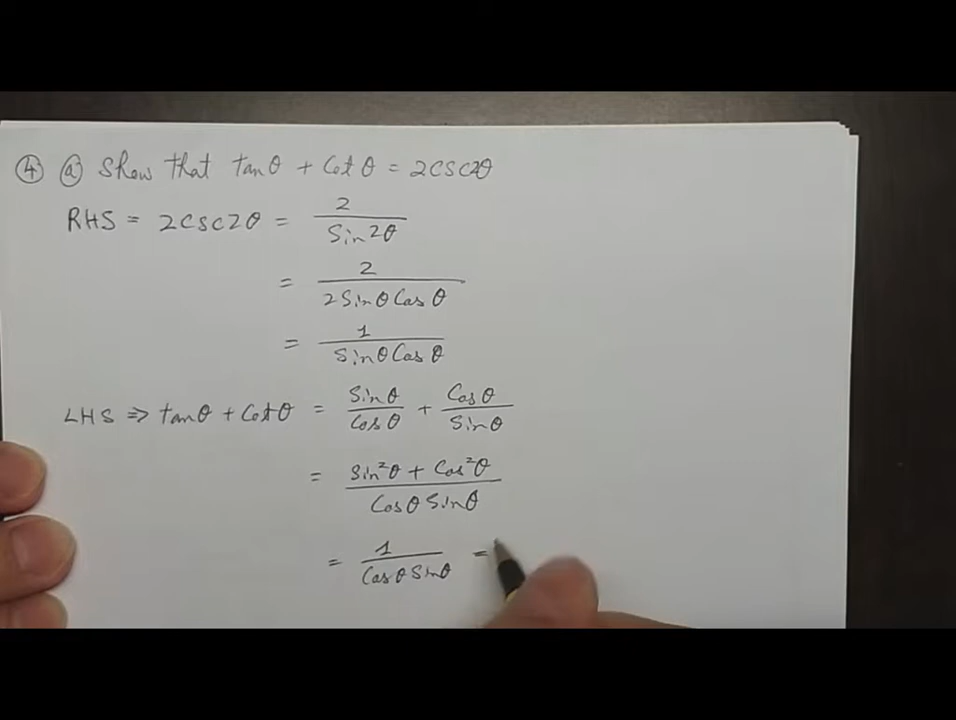 ④ ⓐ Show that tanθ + Cotθ = 2CSC2θ
RHS = 2CSC2θ = 2 / Sin2θ
= 2 / 2SinθCosθ
= 1 / SinθCosθ
LHS ⇒ tanθ + Cotθ = Sinθ / Cosθ + Cosθ / Sinθ
= Sin²θ + Cos²θ / CosθSinθ
= 1 / CosθSinθ =